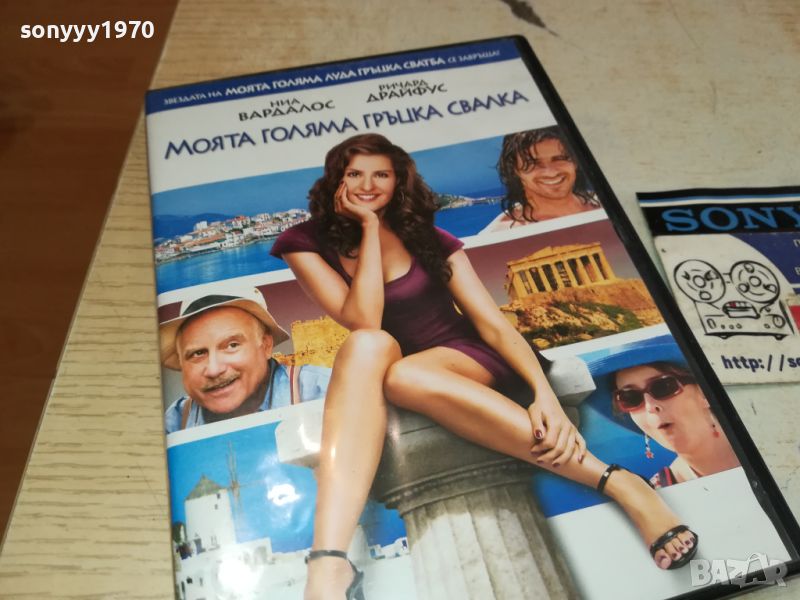 sonyyy1970
ЗВЕЗДАТА НА МОЯТА ГОЛЯМА ЛУДА ГРЪЦКА СВАТБА СЕ ЗАВРЪЩА!
НИА ВАРДАЛОС
РИЧАРД ДРАЙФУС
МОЯТА ГОЛЯМА ГРЪЦКА СВАЛКА
SONY
http://so
BAZAR